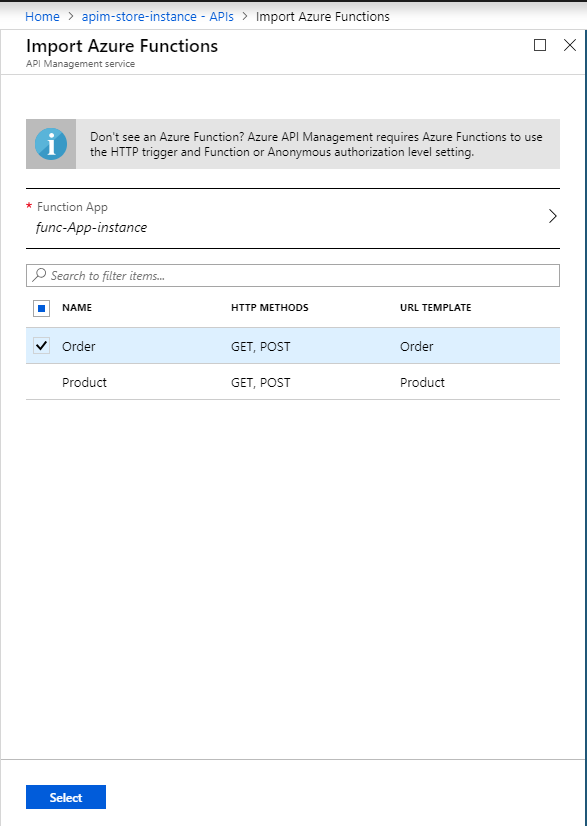 Home > apim-store-instance - APIs > Import Azure Functions
Import Azure Functions
API Management service
Don't see an Azure Function? Azure API Management requires Azure Functions to use
the HTTP trigger and Function or Anonymous authorization level setting.
* Function App
func-App-instance
Search to filter items...
NAME HTTP METHODS URL TEMPLATE
Order GET, POST Order
Product GET, POST Product
Select